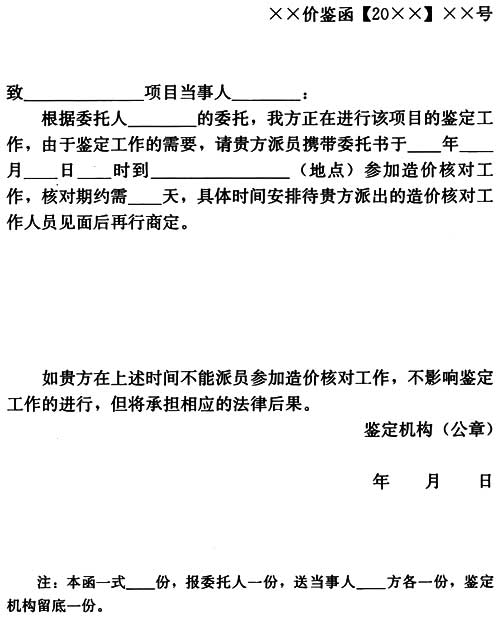 ××价鉴函【20××】××号
致______________项目当事人________：
根据委托人________的委托，我方正在进行该项目的鉴定工
作，由于鉴定工作的需要，请贵方派员携带委托书于____年____
月____日____时到________________（地点）参加造价核对工
作，核对期约需____天，具体时间安排待贵方派出的造价核对工
作人员见面后再行商定。
如贵方在上述时间不能派员参加造价核对工作，不影响鉴定
工作的进行，但将承担相应的法律后果。
鉴定机构（公章）
年 月 日
注：本函一式____份，报委托人一份，送当事人____方各一份，鉴定
机构留底一份。